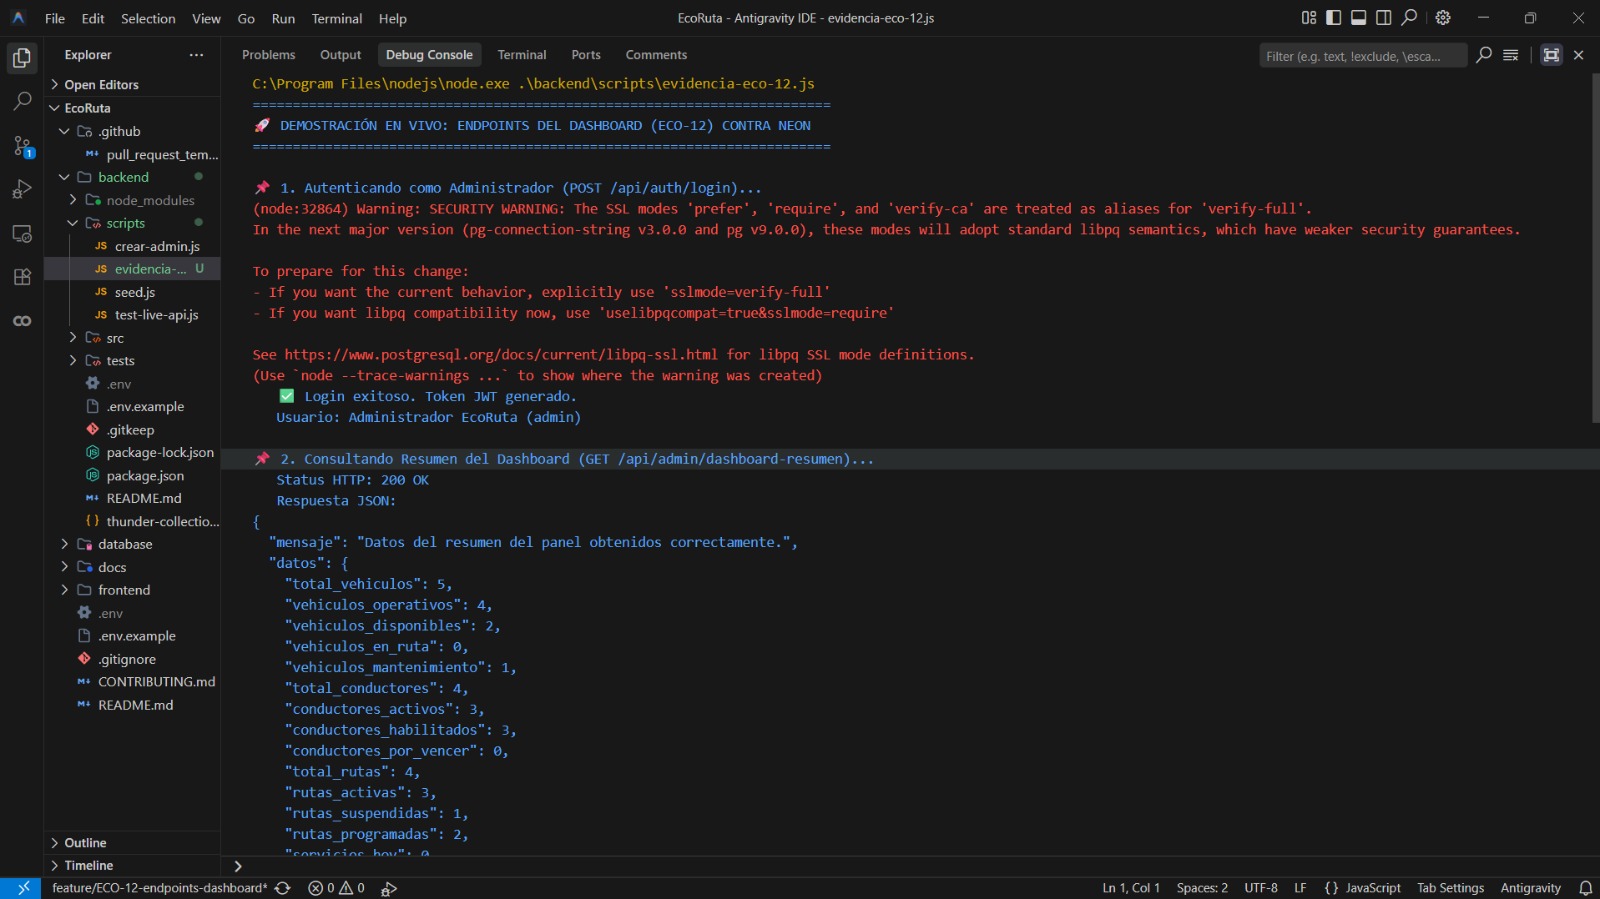 File Edit Selection View Go Run Terminal Help
EcoRuta - Antigravity IDE - evidencia-eco-12.js
Explorer
Open Editors
EcoRuta
.github
pull_request_tem...
backend
node_modules
scripts
crear-admin.js
evidencia-... U
seed.js
test-live-api.js
src
tests
.env
.env.example
.gitkeep
package-lock.json
package.json
README.md
thunder-collectio...
database
docs
frontend
.env
.env.example
.gitignore
CONTRIBUTING.md
README.md
Outline
Timeline
Problems Output Debug Console Terminal Ports Comments
Filter (e.g. text, !exclude, \esca...
C:\Program Files\nodejs\node.exe .\backend\scripts\evidencia-eco-12.js
========================================================================
🚀 DEMOSTRACIÓN EN VIVO: ENDPOINTS DEL DASHBOARD (ECO-12) CONTRA NEON
========================================================================
📌 1. Autenticando como Administrador (POST /api/auth/login)...
(node:32864) Warning: SECURITY WARNING: The SSL modes 'prefer', 'require', and 'verify-ca' are treated as aliases for 'verify-full'.
In the next major version (pg-connection-string v3.0.0 and pg v9.0.0), these modes will adopt standard libpq semantics, which have weaker security guarantees.
To prepare for this change:
- If you want the current behavior, explicitly use 'sslmode=verify-full'
- If you want libpq compatibility now, use 'uselibpqcompat=true&sslmode=require'
See https://www.postgresql.org/docs/current/libpq-ssl.html for libpq SSL mode definitions.
(Use `node --trace-warnings ...` to show where the warning was created)
✅ Login exitoso. Token JWT generado.
Usuario: Administrador EcoRuta (admin)
📌 2. Consultando Resumen del Dashboard (GET /api/admin/dashboard-resumen)...
Status HTTP: 200 OK
Respuesta JSON:
{
"mensaje": "Datos del resumen del panel obtenidos correctamente.",
"datos": {
"total_vehiculos": 5,
"vehiculos_operativos": 4,
"vehiculos_disponibles": 2,
"vehiculos_en_ruta": 0,
"vehiculos_mantenimiento": 1,
"total_conductores": 4,
"conductores_activos": 3,
"conductores_habilitados": 3,
"conductores_por_vencer": 0,
"total_rutas": 4,
"rutas_activas": 3,
"rutas_suspendidas": 1,
"rutas_programadas": 2,
"servicios_hoy": 0
feature/ECO-12-endpoints-dashboard* 0 0
Ln 1, Col 1 Spaces: 2 UTF-8 LF {} JavaScript Tab Settings Antigravity